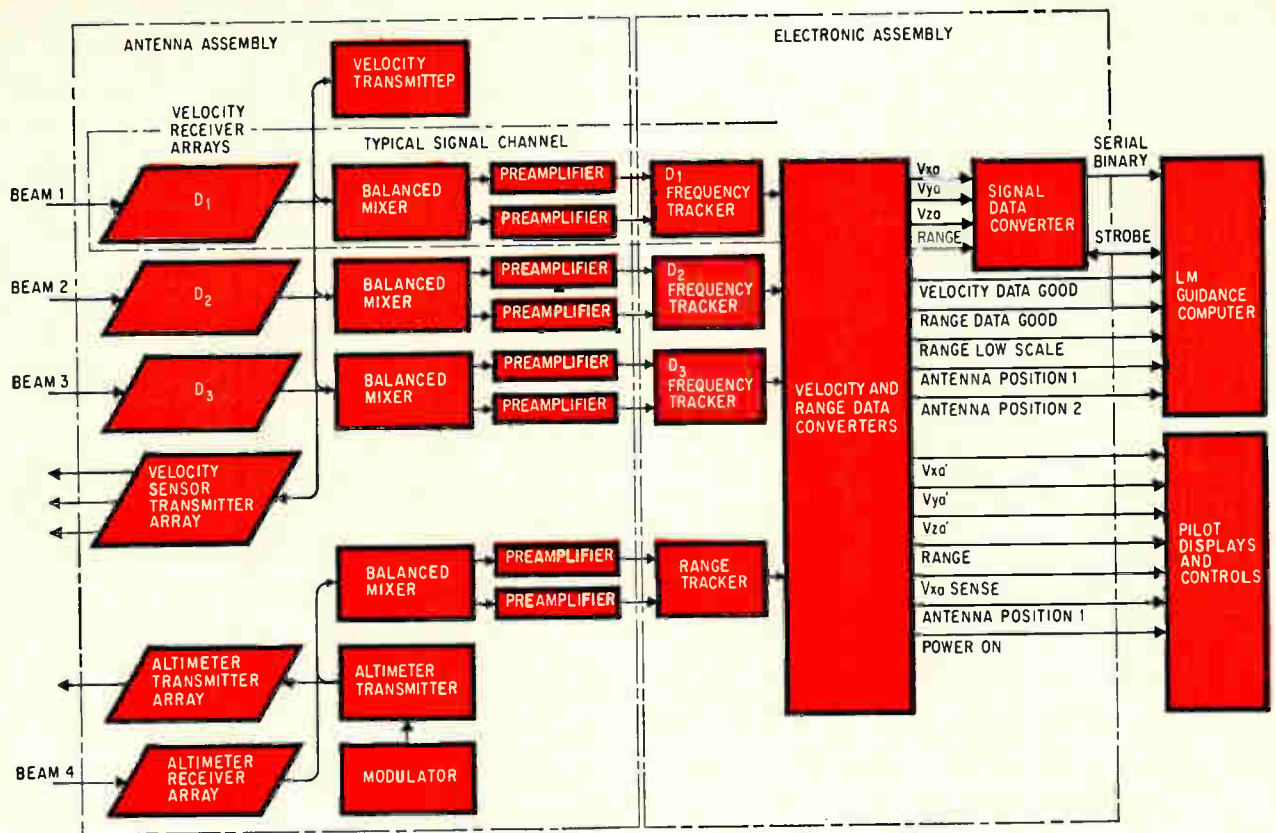 ANTENNA ASSEMBLY
ELECTRONIC ASSEMBLY
VELOCITY
TRANSMITTEP
VELOCITY
RECEIVER
ARRAYS
TYPICAL SIGNAL CHANNEL
BEAM 1
D1
BALANCED
MIXER
PREAMPLIFIER
PREAMPLIFIER
D1
FREQUENCY
TRACKER
BEAM 2
D2
BALANCED
MIXER
PREAMPLIFIER
PREAMPLIFIER
D2
FREQUENCY
TRACKER
BEAM 3
D3
BALANCED
MIXER
PREAMPLIFIER
PREAMPLIFIER
D3
FREQUENCY
TRACKER
VELOCITY
SENSOR
TRANSMITTER
ARRAY
BALANCED
MIXER
PREAMPLIFIER
PREAMPLIFIER
RANGE
TRACKER
ALTIMETER
TRANSMITTER
ARRAY
ALTIMETER
TRANSMITTER
BEAM 4
ALTIMETER
RECEIVER
ARRAY
MODULATOR
VELOCITY AND
RANGE DATA
CONVERTERS
Vxa
Vya
Vza
RANGE
SIGNAL
DATA
CONVERTER
SERIAL
BINARY
STROBE
VELOCITY DATA GOOD
RANGE DATA GOOD
RANGE LOW SCALE
ANTENNA POSITION 1
ANTENNA POSITION 2
LM
GUIDANCE
COMPUTER
Vxa'
Vya'
Vza'
RANGE
Vxa SENSE
ANTENNA POSITION 1
POWER ON
PILOT
DISPLAYS
AND
CONTROLS